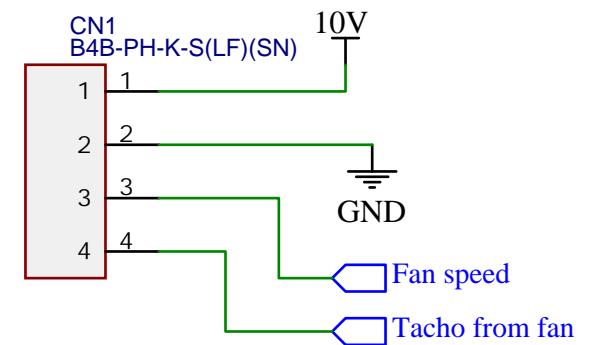 CN1
B4B-PH-K-S(LF)(SN)
10V
1 1
2 2
GND
3 3
4 4
Fan speed
Tacho from fan